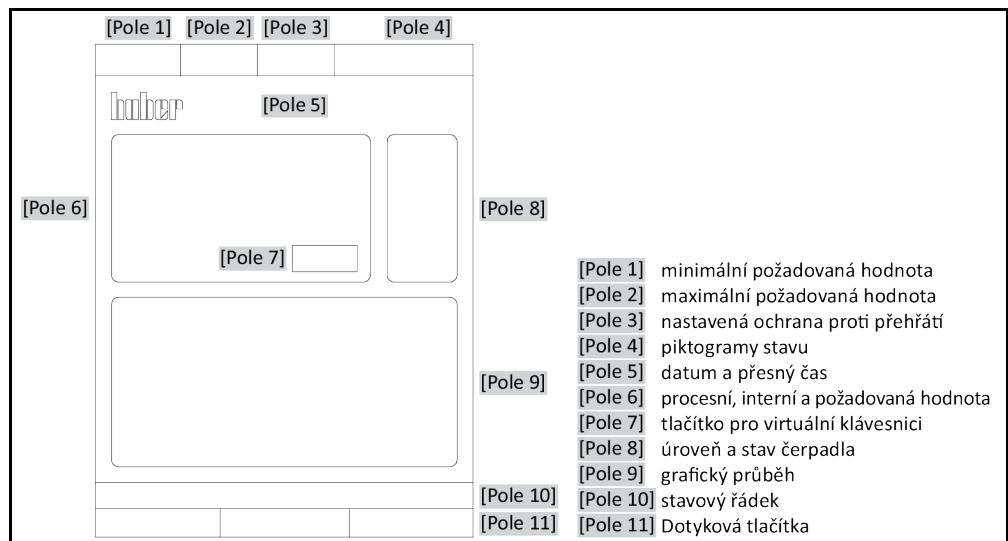 [Pole 1] [Pole 2] [Pole 3] [Pole 4]
huber
[Pole 5]
[Pole 6]
[Pole 7]
[Pole 8]
[Pole 9]
[Pole 10]
[Pole 11]
[Pole 1] minimální požadovaná hodnota
[Pole 2] maximální požadovaná hodnota
[Pole 3] nastavená ochrana proti přehřátí
[Pole 4] piktogramy stavu
[Pole 5] datum a přesný čas
[Pole 6] procesní, interní a požadovaná hodnota
[Pole 7] tlačítko pro virtuální klávesnici
[Pole 8] úroveň a stav čerpadla
[Pole 9] grafický průběh
[Pole 10] stavový řádek
[Pole 11] Dotyková tlačítka